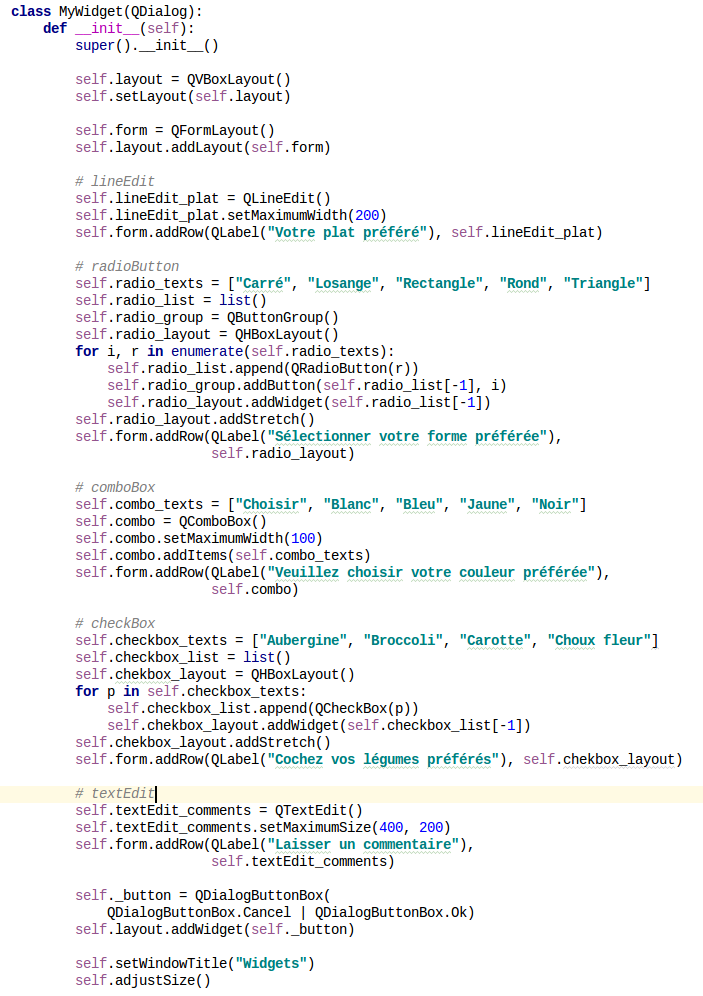 class MyWidget(QDialog):
    def __init__(self):
        super().__init__()

        self.layout = QVBoxLayout()
        self.setLayout(self.layout)

        self.form = QFormLayout()
        self.layout.addLayout(self.form)

        # lineEdit
        self.lineEdit_plat = QLineEdit()
        self.lineEdit_plat.setMaximumWidth(200)
        self.form.addRow(QLabel("Votre plat préféré"), self.lineEdit_plat)

        # radioButton
        self.radio_texts = ["Carré", "Losange", "Rectangle", "Rond", "Triangle"]
        self.radio_list = list()
        self.radio_group = QButtonGroup()
        self.radio_layout = QHBoxLayout()
        for i, r in enumerate(self.radio_texts):
            self.radio_list.append(QRadioButton(r))
            self.radio_group.addButton(self.radio_list[-1], i)
            self.radio_layout.addWidget(self.radio_list[-1])
        self.radio_layout.addStretch()
        self.form.addRow(QLabel("Sélectionner votre forme préférée"),
                         self.radio_layout)

        # comboBox
        self.combo_texts = ["Choisir", "Blanc", "Bleu", "Jaune", "Noir"]
        self.combo = QComboBox()
        self.combo.setMaximumWidth(100)
        self.combo.addItems(self.combo_texts)
        self.form.addRow(QLabel("Veuillez choisir votre couleur préférée"),
                         self.combo)

        # checkBox
        self.checkbox_texts = ["Aubergine", "Broccoli", "Carotte", "Choux fleur"]
        self.checkbox_list = list()
        self.chekbox_layout = QHBoxLayout()
        for p in self.checkbox_texts:
            self.checkbox_list.append(QCheckBox(p))
            self.chekbox_layout.addWidget(self.checkbox_list[-1])
        self.chekbox_layout.addStretch()
        self.form.addRow(QLabel("Cochez vos légumes préférés"), self.chekbox_layout)

        # textEdit
        self.textEdit_comments = QTextEdit()
        self.textEdit_comments.setMaximumSize(400, 200)
        self.form.addRow(QLabel("Laisser un commentaire"),
                         self.textEdit_comments)

        self._button = QDialogButtonBox(
            QDialogButtonBox.Cancel | QDialogButtonBox.Ok)
        self.layout.addWidget(self._button)

        self.setWindowTitle("Widgets")
        self.adjustSize()